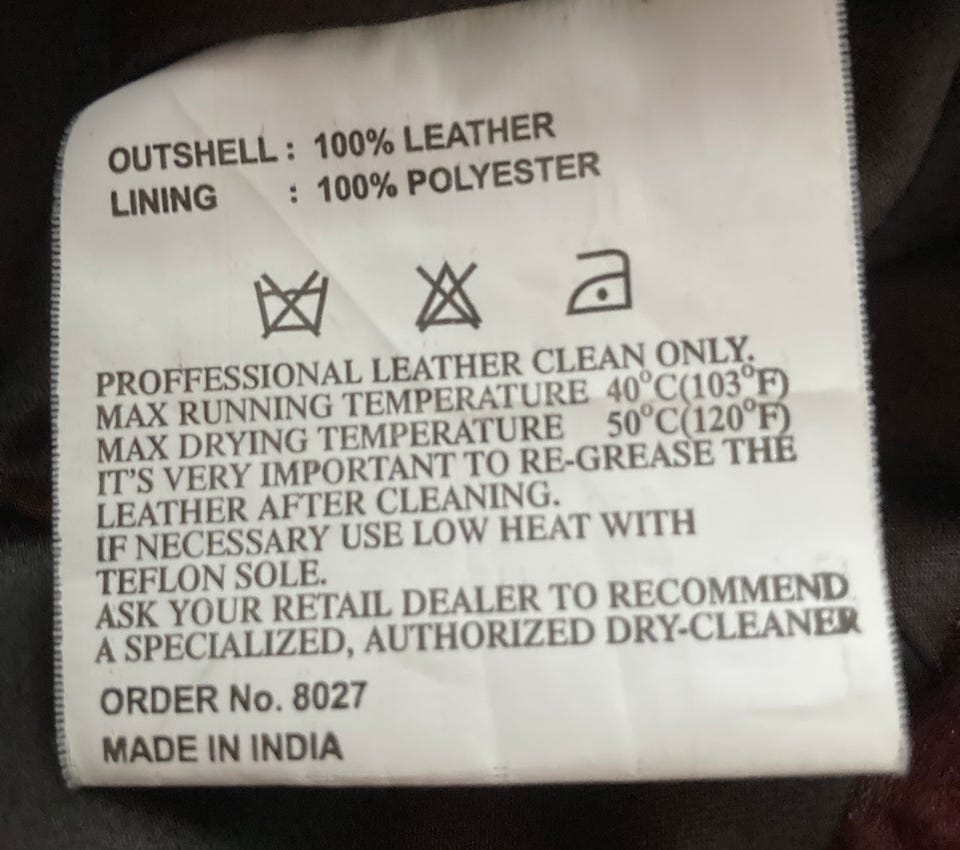 OUTSHELL : 100% LEATHER
LINING : 100% POLYESTER
PROFFESSIONAL LEATHER CLEAN ONLY.
MAX RUNNING TEMPERATURE 40°C(103°F)
MAX DRYING TEMPERATURE 50°C(120°F)
IT'S VERY IMPORTANT TO RE-GREASE THE
LEATHER AFTER CLEANING.
IF NECESSARY USE LOW HEAT WITH
TEFLON SOLE.
ASK YOUR RETAIL DEALER TO RECOMMEND
A SPECIALIZED, AUTHORIZED DRY-CLEANER
ORDER No. 8027
MADE IN INDIA